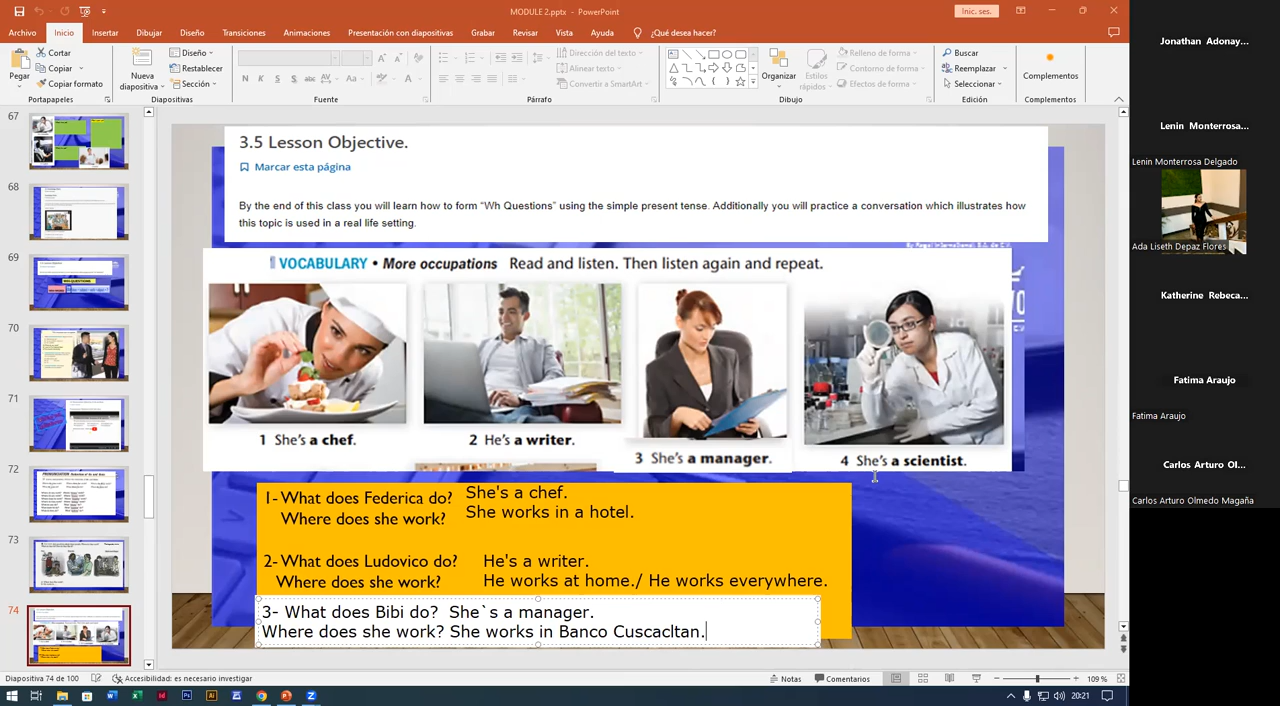 MODULE 2.pptx - PowerPoint
Inic. ses.
Archivo Inicio Insertar Dibujar Diseño Transiciones Animaciones Presentación con diapositivas Grabar Revisar Vista Ayuda ¿Qué desea hacer?
Pegar
Cortar
Copiar
Copiar formato
Portapapeles
Nueva diapositiva
Diseño
Restablecer
Sección
Diapositivas
N K S S abc AV Aa A
Fuente
Dirección del texto
Alinear texto
Convertir a SmartArt
Párrafo
Organizar
Estilos rápidos
Relleno de forma
Contorno de forma
Efectos de forma
Dibujo
Buscar
Reemplazar
Seleccionar
Edición
Complementos
Complementos
67
68
69
70
71
72
73
74
3.5 Lesson Objective.
Marcar esta página
By the end of this class you will learn how to form “Wh Questions” using the simple present tense. Additionally you will practice a conversation which illustrates how
this topic is used in a real life setting.
VOCABULARY • More occupations Read and listen. Then listen again and repeat.
1 She's a chef.
2 He's a writer.
3 She's a manager.
4 She's a scientist.
1- What does Federica do? She's a chef.
Where does she work? She works in a hotel.
2- What does Ludovico do? He's a writer.
Where does she work? He works at home./ He works everywhere.
3- What does Bibi do? She`s a manager.
Where does she work? She works in Banco Cuscacltan.
Jonathan Adonay...
Lenin Monterrosa...
Lenin Monterrosa Delgado
Ada Liseth Depaz Flores
Katherine Rebeca...
Fatima Araujo
Fatima Araujo
Carlos Arturo Ol...
Carlos Arturo Olmedo Magaña
Diapositiva 74 de 100 Accesibilidad: es necesario investigar Notas Comentarios 109 %
20:21